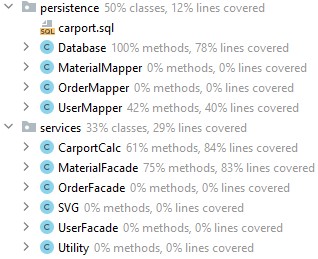 persistence 50% classes, 12% lines covered
SQL carport.sql
C Database 100% methods, 78% lines covered
C MaterialMapper 0% methods, 0% lines covered
C OrderMapper 0% methods, 0% lines covered
C UserMapper 42% methods, 40% lines covered
services 33% classes, 29% lines covered
C CarportCalc 61% methods, 84% lines covered
C MaterialFacade 75% methods, 83% lines covered
C OrderFacade 0% methods, 0% lines covered
C SVG 0% methods, 0% lines covered
C UserFacade 0% methods, 0% lines covered
C Utility 0% methods, 0% lines covered